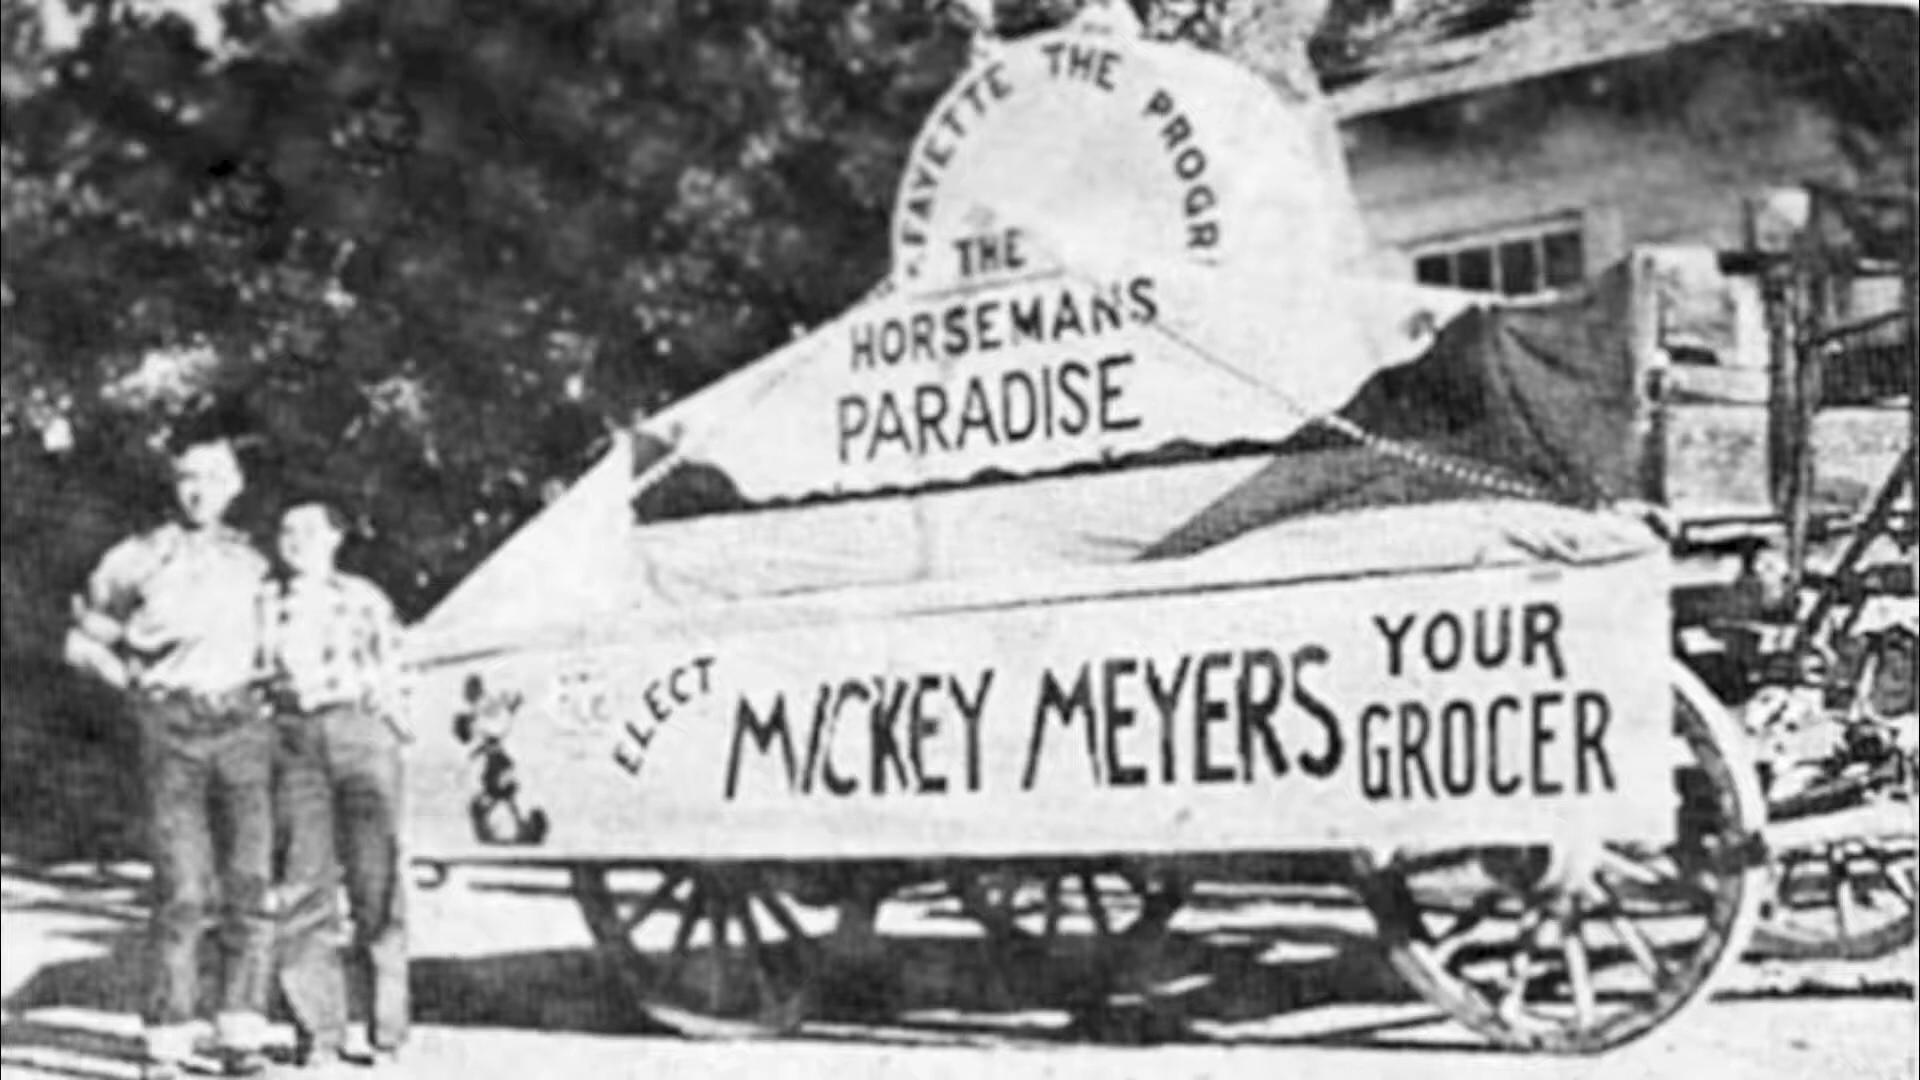 FAYETTE THE PROGR
THE
HORSEMANS
PARADISE
ELECT
MICKEY MEYERS
YOUR
GROCER